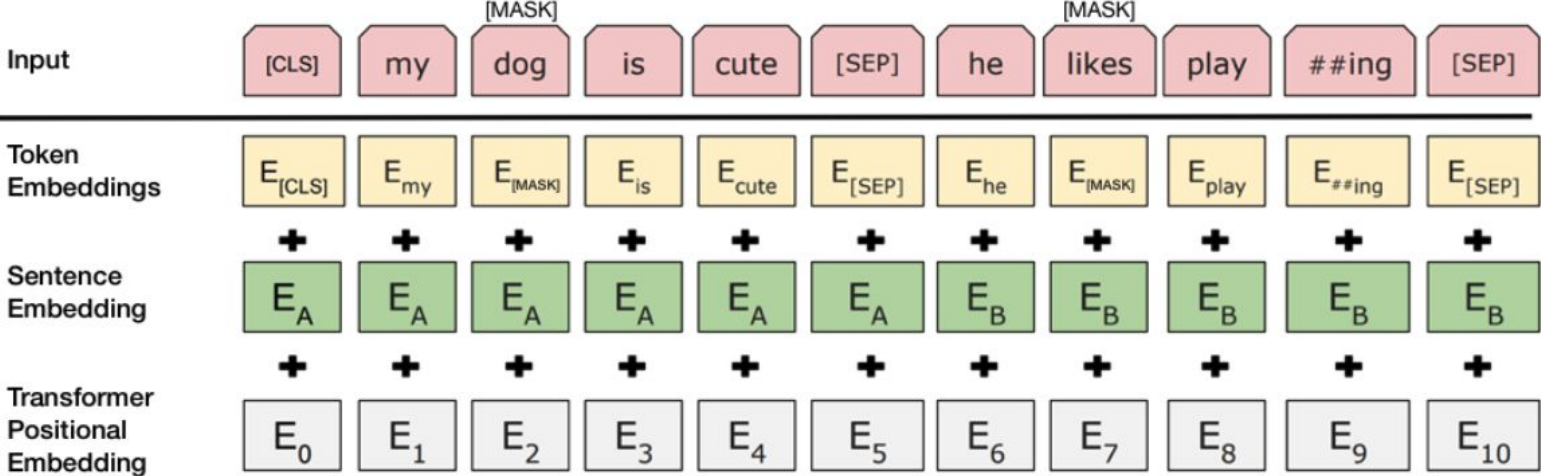 [MASK] [MASK]
Input [CLS] my dog is cute [SEP] he likes play ##ing [SEP]
Token
Embeddings
E[CLS] Emy E[MASK] Eis Ecute E[SEP] Ehe E[MASK] Eplay E##ing E[SEP]
+ + + + + + + + + + +
Sentence
Embedding
EA EA EA EA EA EA EB EB EB EB EB
+ + + + + + + + + + +
Transformer
Positional
Embedding
E0 E1 E2 E3 E4 E5 E6 E7 E8 E9 E10